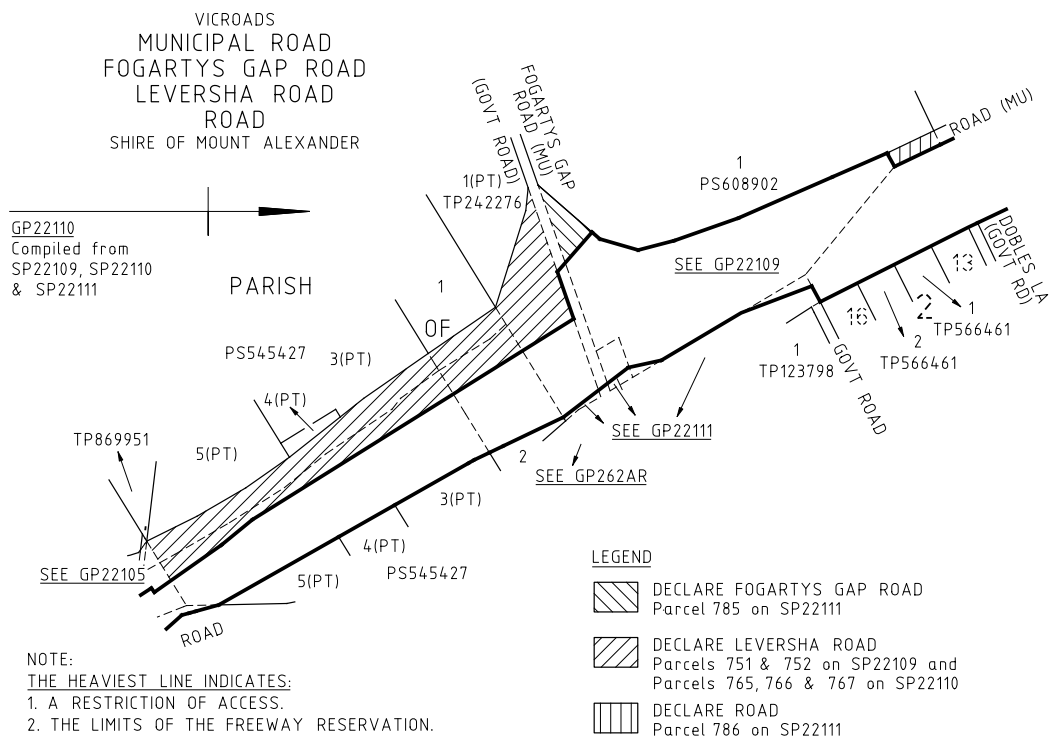 VICROADS
MUNICIPAL ROAD
FOGARTYS GAP ROAD
LEVERSHA ROAD
ROAD
SHIRE OF MOUNT ALEXANDER
GP22110
Compiled from
SP22109, SP22110
& SP22111
PARISH
OF
FOGARTYS GAP
ROAD (MU)
(GOVT ROAD)
1(PT)
TP242276
1
PS608902
ROAD (MU)
SEE GP22109
DOBLES LA
(GOVT RD)
13
2
16
1
TP566461
2
TP566461
1
TP123798
GOVT ROAD
1
PS545427
3(PT)
4(PT)
5(PT)
TP869951
SEE GP22111
SEE GP262AR
2
3(PT)
4(PT)
5(PT)
PS545427
SEE GP22105
ROAD
NOTE:
THE HEAVIEST LINE INDICATES:
1. A RESTRICTION OF ACCESS.
2. THE LIMITS OF THE FREEWAY RESERVATION.
LEGEND
DECLARE FOGARTYS GAP ROAD
Parcel 785 on SP22111
DECLARE LEVERSHA ROAD
Parcels 751 & 752 on SP22109 and
Parcels 765, 766 & 767 on SP22110
DECLARE ROAD
Parcel 786 on SP22111